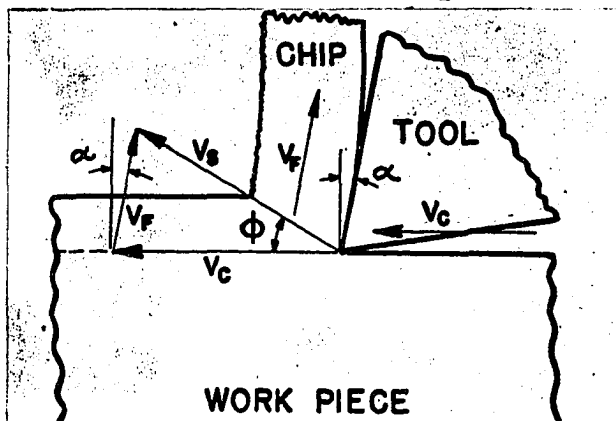 CHIP
TOOL
α
Vs
VF
α
VF
Φ
Vc
Vc
WORK PIECE